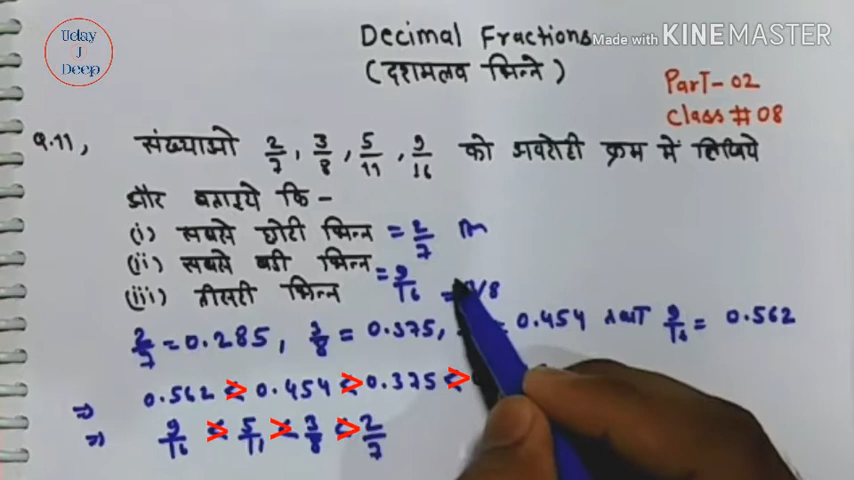 Uday
J
Deep
Decimal Fractions
Made with KINEMASTER
(दशमलव भिन्ने)
Part-02
Class#08
Q.11, संख्याओ 2/7, 3/8, 5/11, 9/16 को अवरोही क्रम में लिखिये
और बताइये कि -
(i) सबसे छोटी भिन्न = 2/7
(ii) सबसे बडी भिन्न = 9/16
(iii) तीसरी भिन्न = 3/8
2/7 = 0.285, 3/8 = 0.375, = 0.454 तथा 9/16 = 0.562
⇒ 0.562 > 0.454 > 0.375 >
⇒ 9/16 > 5/11 > 3/8 > 2/7